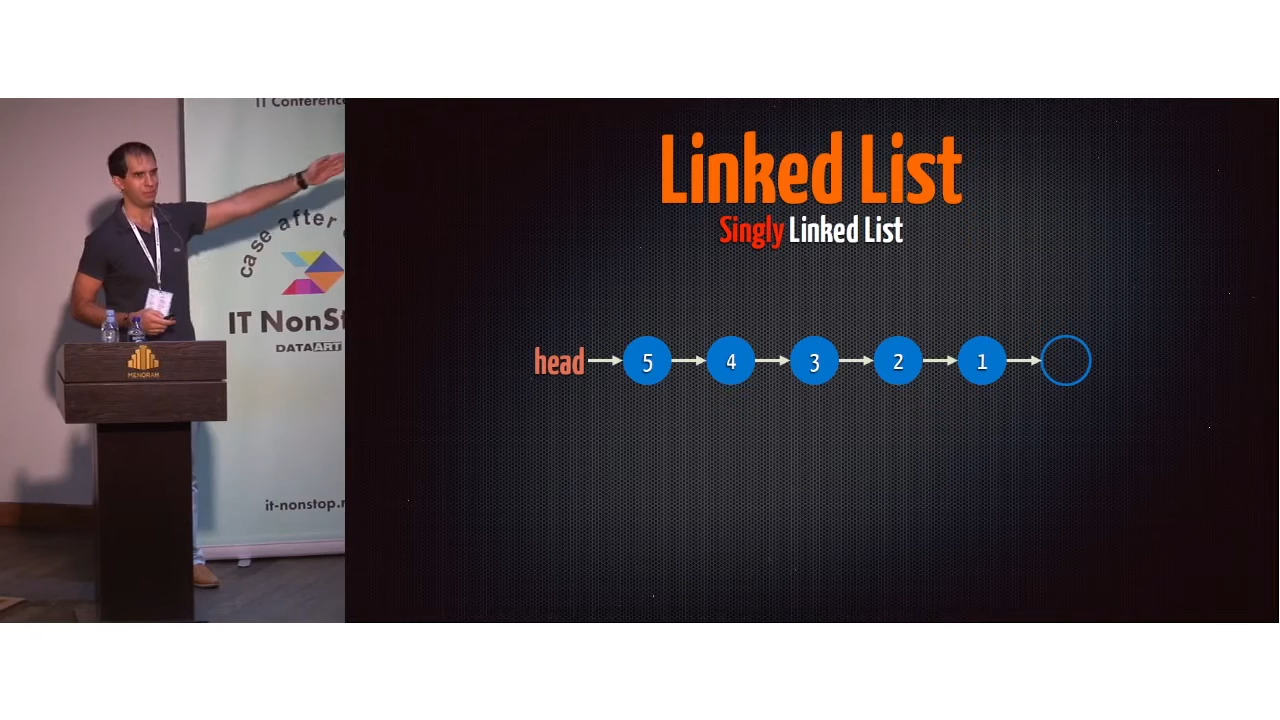 IT Conference
case after
IT NonSt
DATAART
it-nonstop.
MENORAH
Linked List
Singly Linked List
head 5 4 3 2 1